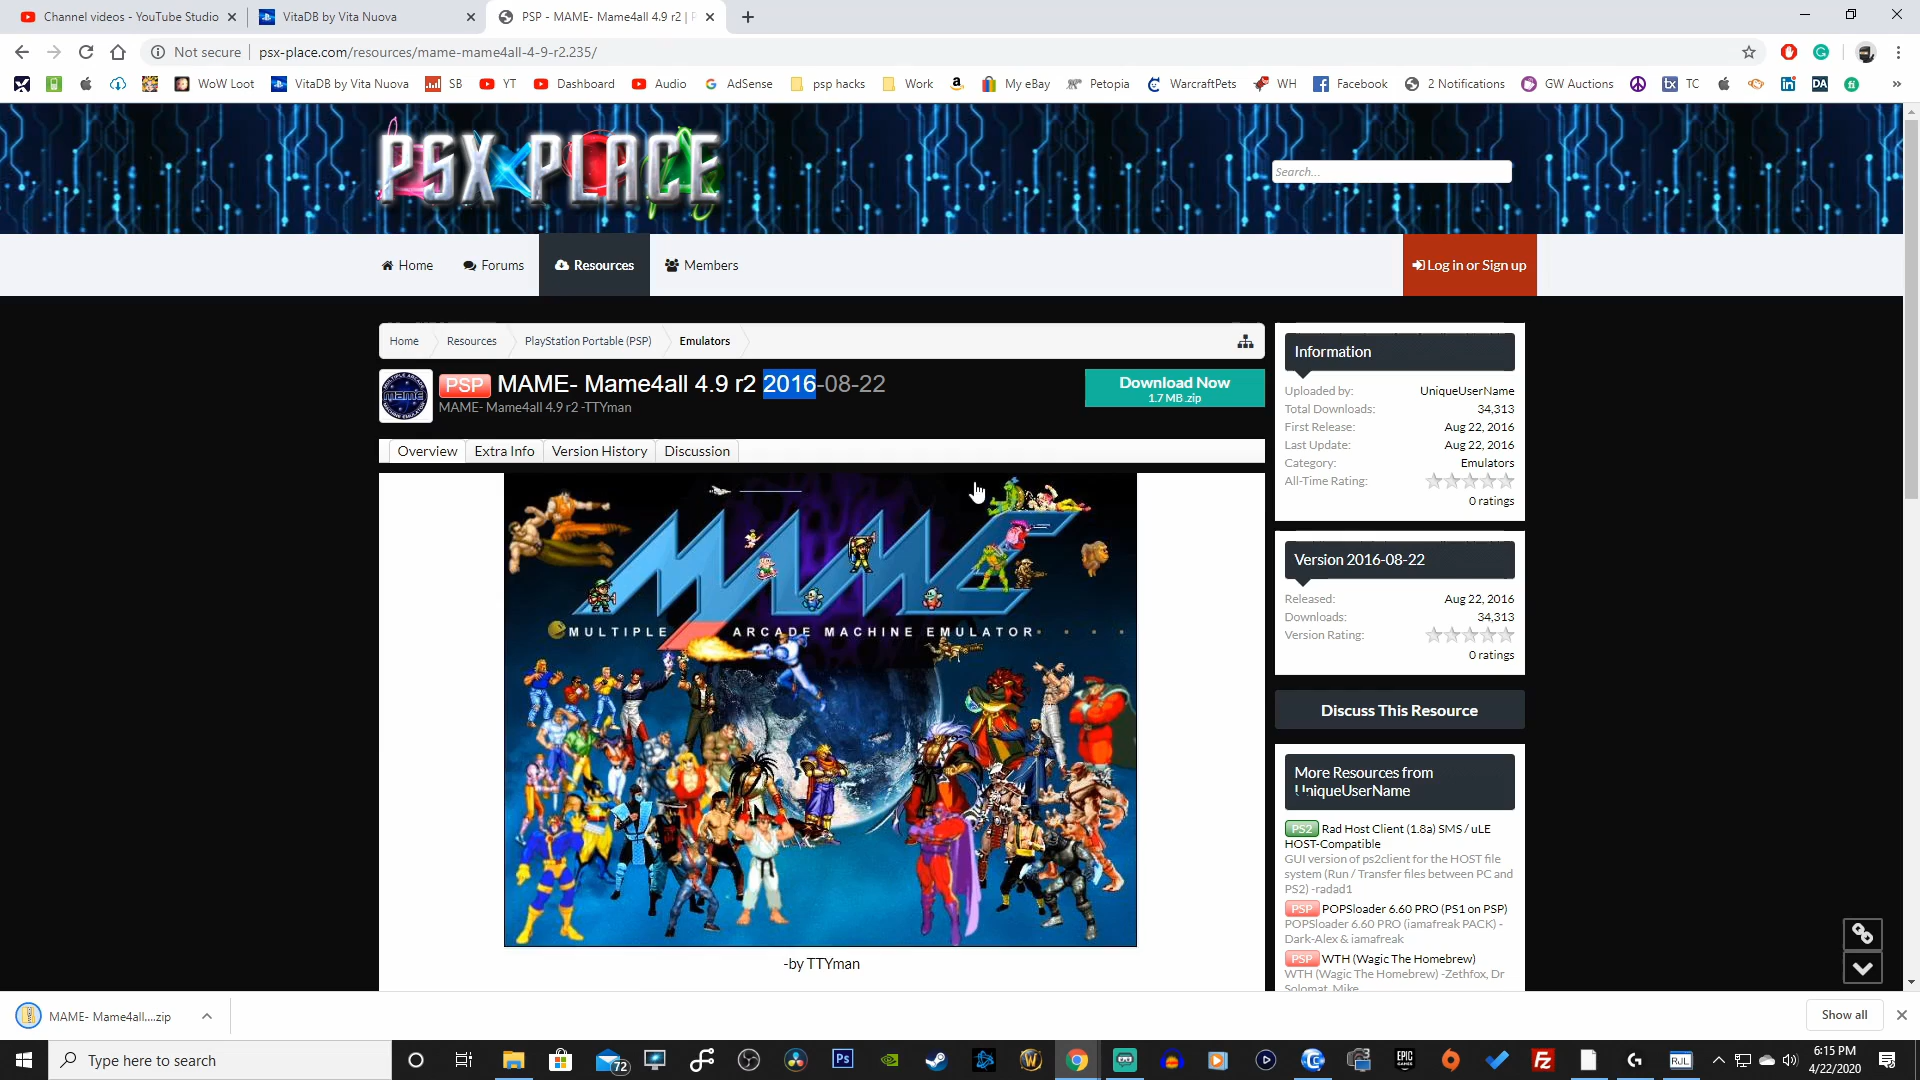 Channel videos - YouTube Studio
VitaDB by Vita Nuova
PSP - MAME- Mame4all 4.9 r2 |
Not secure
psx-place.com/resources/mame-mame4all-4-9-r2.235/
WoW Loot
VitaDB by Vita Nuova
SB
YT
Dashboard
Audio
AdSense
psp hacks
Work
My eBay
Petopia
WarcraftPets
WH
Facebook
2 Notifications
GW Auctions
TC
PSX PLACE
Search...
Home
Forums
Resources
Members
Log in or Sign up
Home
Resources
PlayStation Portable (PSP)
Emulators
PSP MAME- Mame4all 4.9 r2 2016-08-22
MAME- Mame4all 4.9 r2 -TTYman
Download Now
1.7 MB .zip
Overview
Extra Info
Version History
Discussion
MAME
MULTIPLE ARCADE MACHINE EMULATOR
-by TTYman
Information
Uploaded by: UniqueUserName
Total Downloads: 34,313
First Release: Aug 22, 2016
Last Update: Aug 22, 2016
Category: Emulators
All-Time Rating:
0 ratings
Version 2016-08-22
Released: Aug 22, 2016
Downloads: 34,313
Version Rating:
0 ratings
Discuss This Resource
More Resources from
UniqueUserName
PS2 Rad Host Client (1.8a) SMS / uLE
HOST-Compatible
GUI version of ps2client for the HOST file
system (Run / Transfer files between PC and
PS2) -radad1
PSP POPSloader 6.60 PRO (PS1 on PSP)
POPSloader 6.60 PRO (iamafreak PACK) -
Dark-Alex & iamafreak
PSP WTH (Wagic The Homebrew)
WTH (Wagic The Homebrew) -Zethfox, Dr
Solomat, Mike
MAME- Mame4all....zip
Show all
Type here to search
72
Ps
EPIC
GAMES
FZ
RJL
6:15 PM
4/22/2020